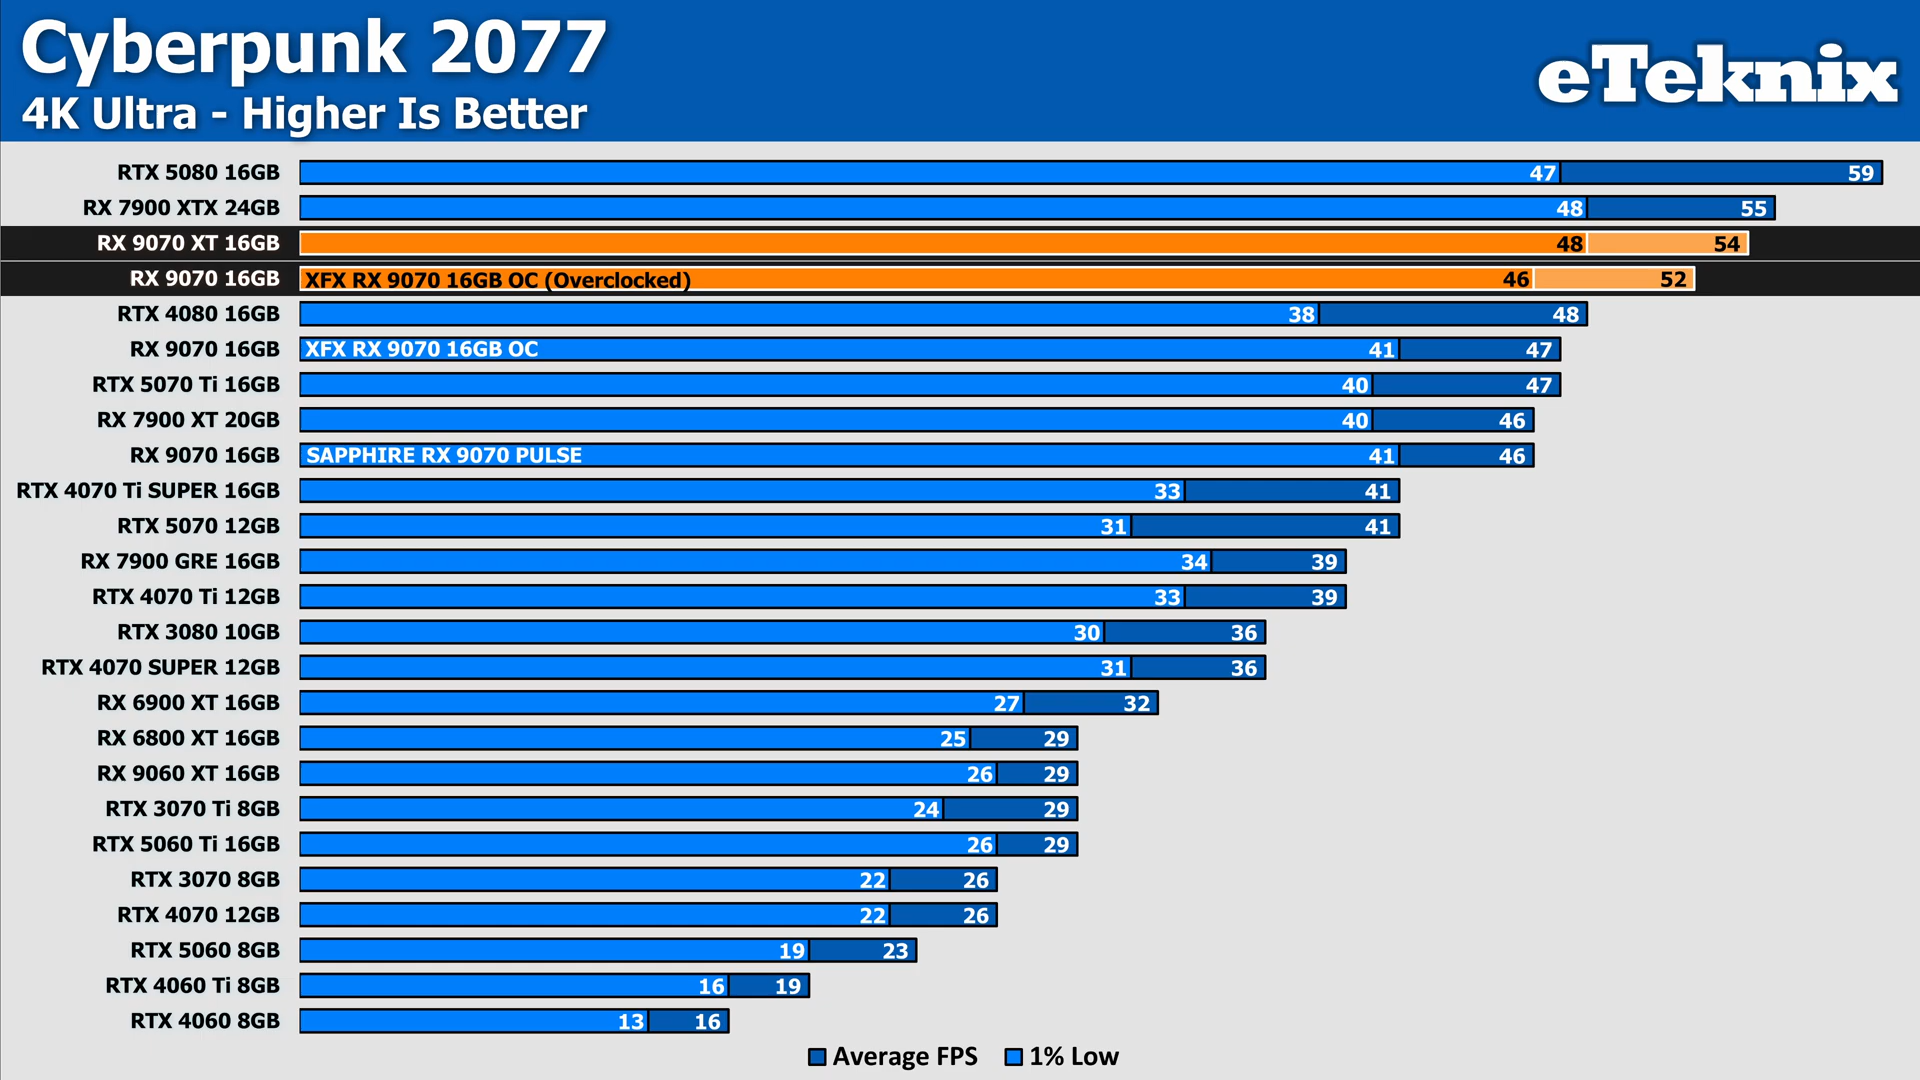 Cyberpunk 2077
4K Ultra - Higher Is Better
eTeknix
RTX 5080 16GB 47 59
RX 7900 XTX 24GB 48 55
RX 9070 XT 16GB 48 54
RX 9070 16GB XFX RX 9070 16GB OC (Overclocked) 46 52
RTX 4080 16GB 38 48
RX 9070 16GB XFX RX 9070 16GB OC 41 47
RTX 5070 Ti 16GB 40 47
RX 7900 XT 20GB 40 46
RX 9070 16GB SAPPHIRE RX 9070 PULSE 41 46
RTX 4070 Ti SUPER 16GB 33 41
RTX 5070 12GB 31 41
RX 7900 GRE 16GB 34 39
RTX 4070 Ti 12GB 33 39
RTX 3080 10GB 30 36
RTX 4070 SUPER 12GB 31 36
RX 6900 XT 16GB 27 32
RX 6800 XT 16GB 25 29
RX 9060 XT 16GB 26 29
RTX 3070 Ti 8GB 24 29
RTX 5060 Ti 16GB 26 29
RTX 3070 8GB 22 26
RTX 4070 12GB 22 26
RTX 5060 8GB 19 23
RTX 4060 Ti 8GB 16 19
RTX 4060 8GB 13 16
Average FPS 1% Low